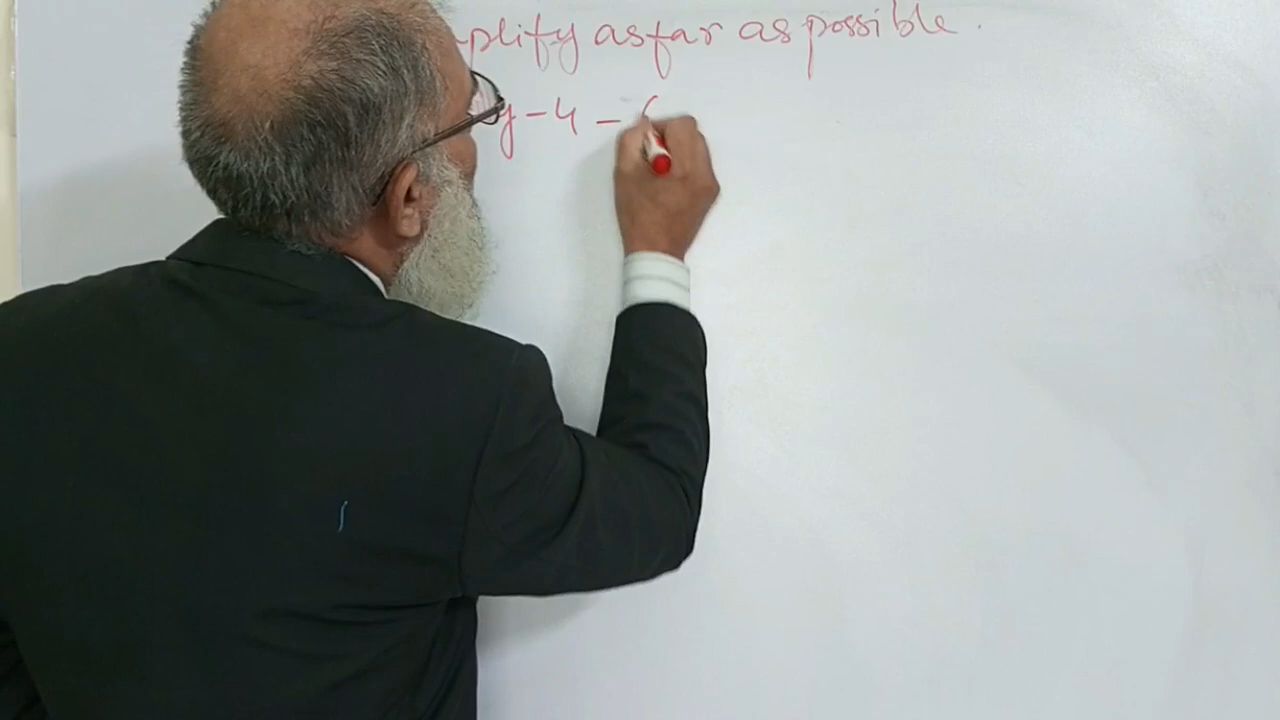 plify as far as possible.
y - 4 -